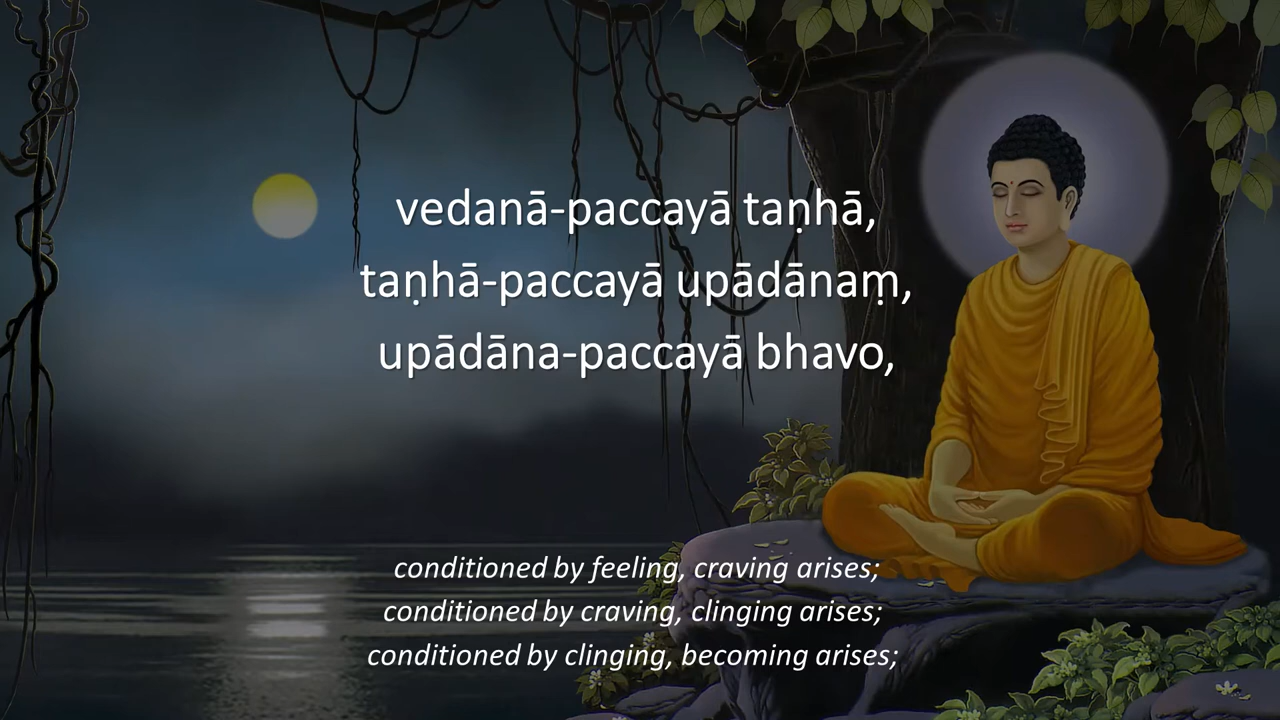 vedanā-paccayā taṇhā,
taṇhā-paccayā upādānaṃ,
upādāna-paccayā bhavo,
conditioned by feeling, craving arises;
conditioned by craving, clinging arises;
conditioned by clinging, becoming arises;